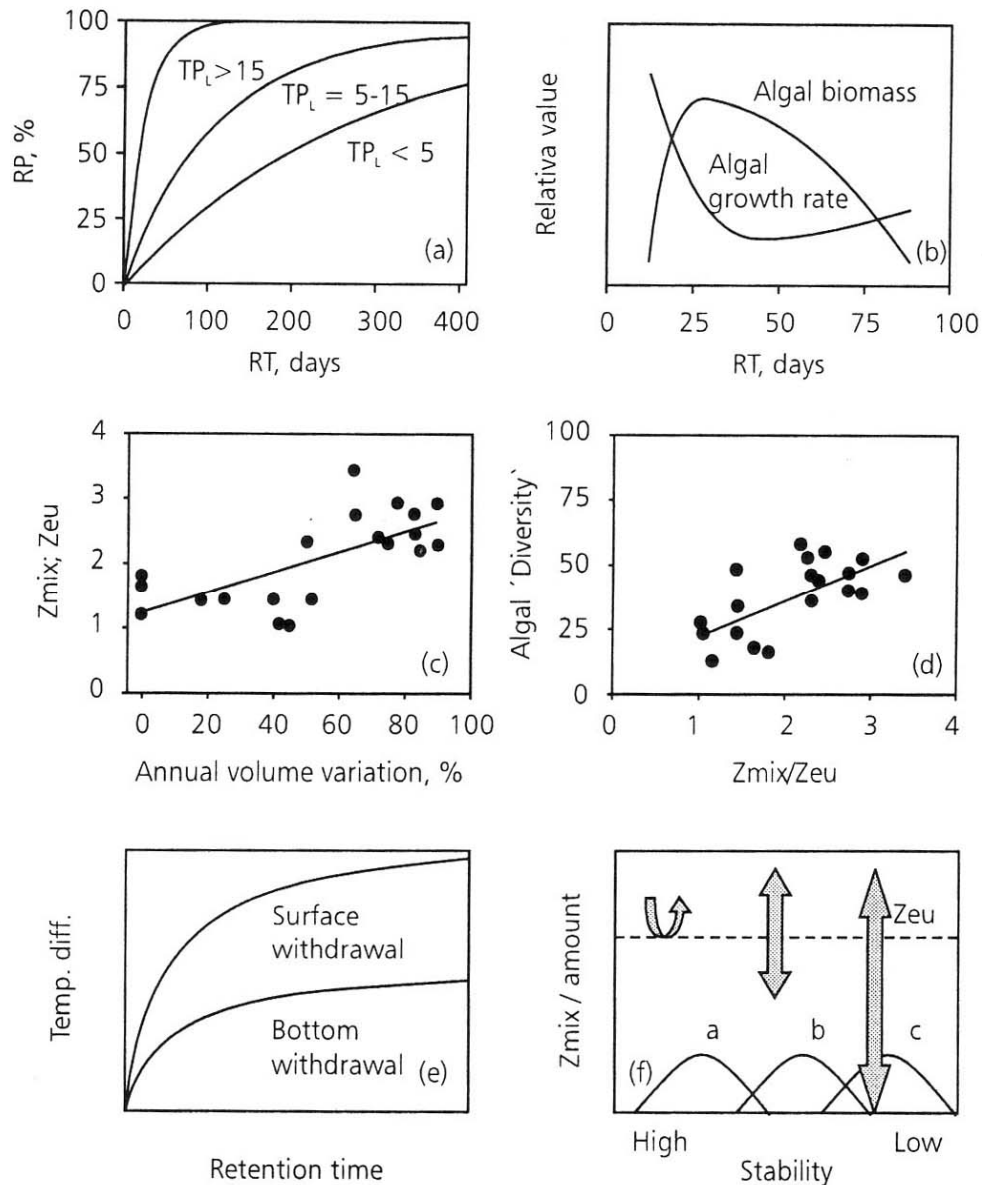 100
75
50
25
0
RP, %
TP_L>15
TP_L = 5-15
TP_L < 5
(a)
0 100 200 300 400
RT, days
Relativa value
Algal biomass
Algal
growth rate
(b)
0 25 50 75 100
RT, days
4
3
2
1
0
Zmix; Zeu
(c)
0 20 40 60 80 100
Annual volume variation, %
100
75
50
25
0
Algal ´Diversity`
(d)
1 2 3 4
Zmix/Zeu
Temp. diff.
Surface
withdrawal
Bottom
withdrawal
(e)
Retention time
Zmix / amount
Zeu
a b c
(f)
High Low
Stability